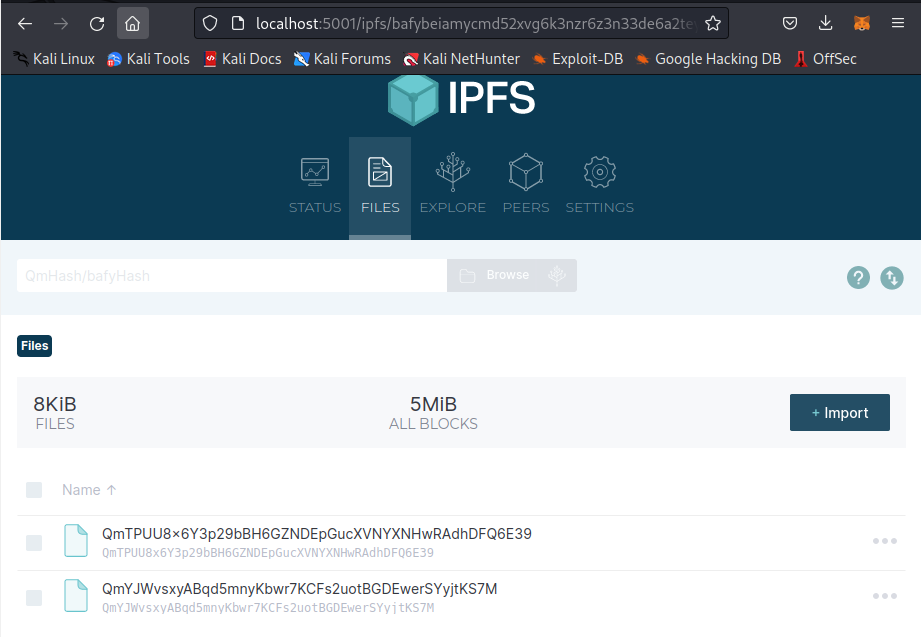 localhost:5001/ipfs/bafybeiamycmd52xvg6k3nzr6z3n33de6a2te
Kali Linux Kali Tools Kali Docs Kali Forums Kali NetHunter Exploit-DB Google Hacking DB OffSec
IPFS
STATUS FILES EXPLORE PEERS SETTINGS
QmHash/bafyHash Browse
Files
8KiB 5MiB + Import
FILES ALL BLOCKS
Name ↑
QmTPUU8×6Y3p29bBH6GZNDEpGucXVNYXNHwRAdhDFQ6E39
QmTPUU8x6Y3p29bBH6GZNDEpGucXVNYXNHwRAdhDFQ6E39
QmYJWvsxyABqd5mnyKbwr7KCFs2uotBGDEwerSYyjtKS7M
QmYJWvsxyABqd5mnyKbwr7KCFs2uotBGDEwerSYyjtKS7M